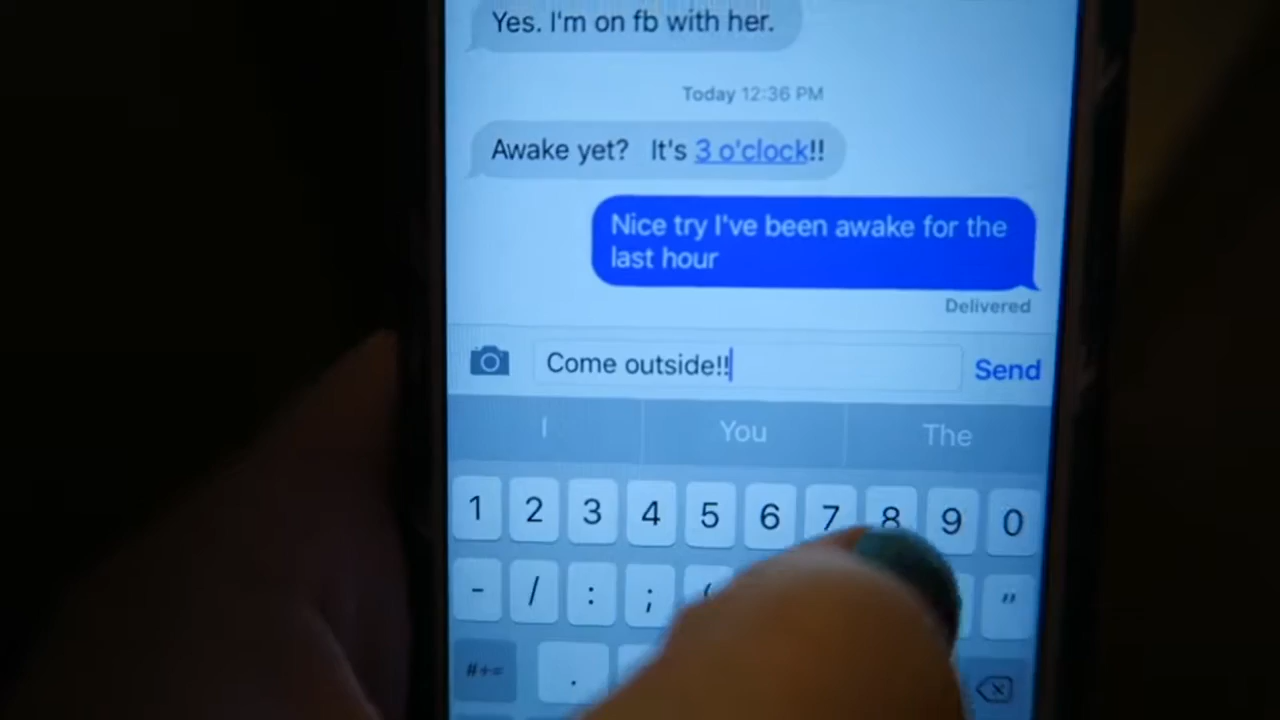 Yes. I'm on fb with her.
Today 12:36 PM
Awake yet? It's 3 o'clock!!
Nice try I've been awake for the
last hour
Delivered
Come outside!!
Send
I You The
1 2 3 4 5 6 7 8 9 0
- / : ; ( "
#+= .